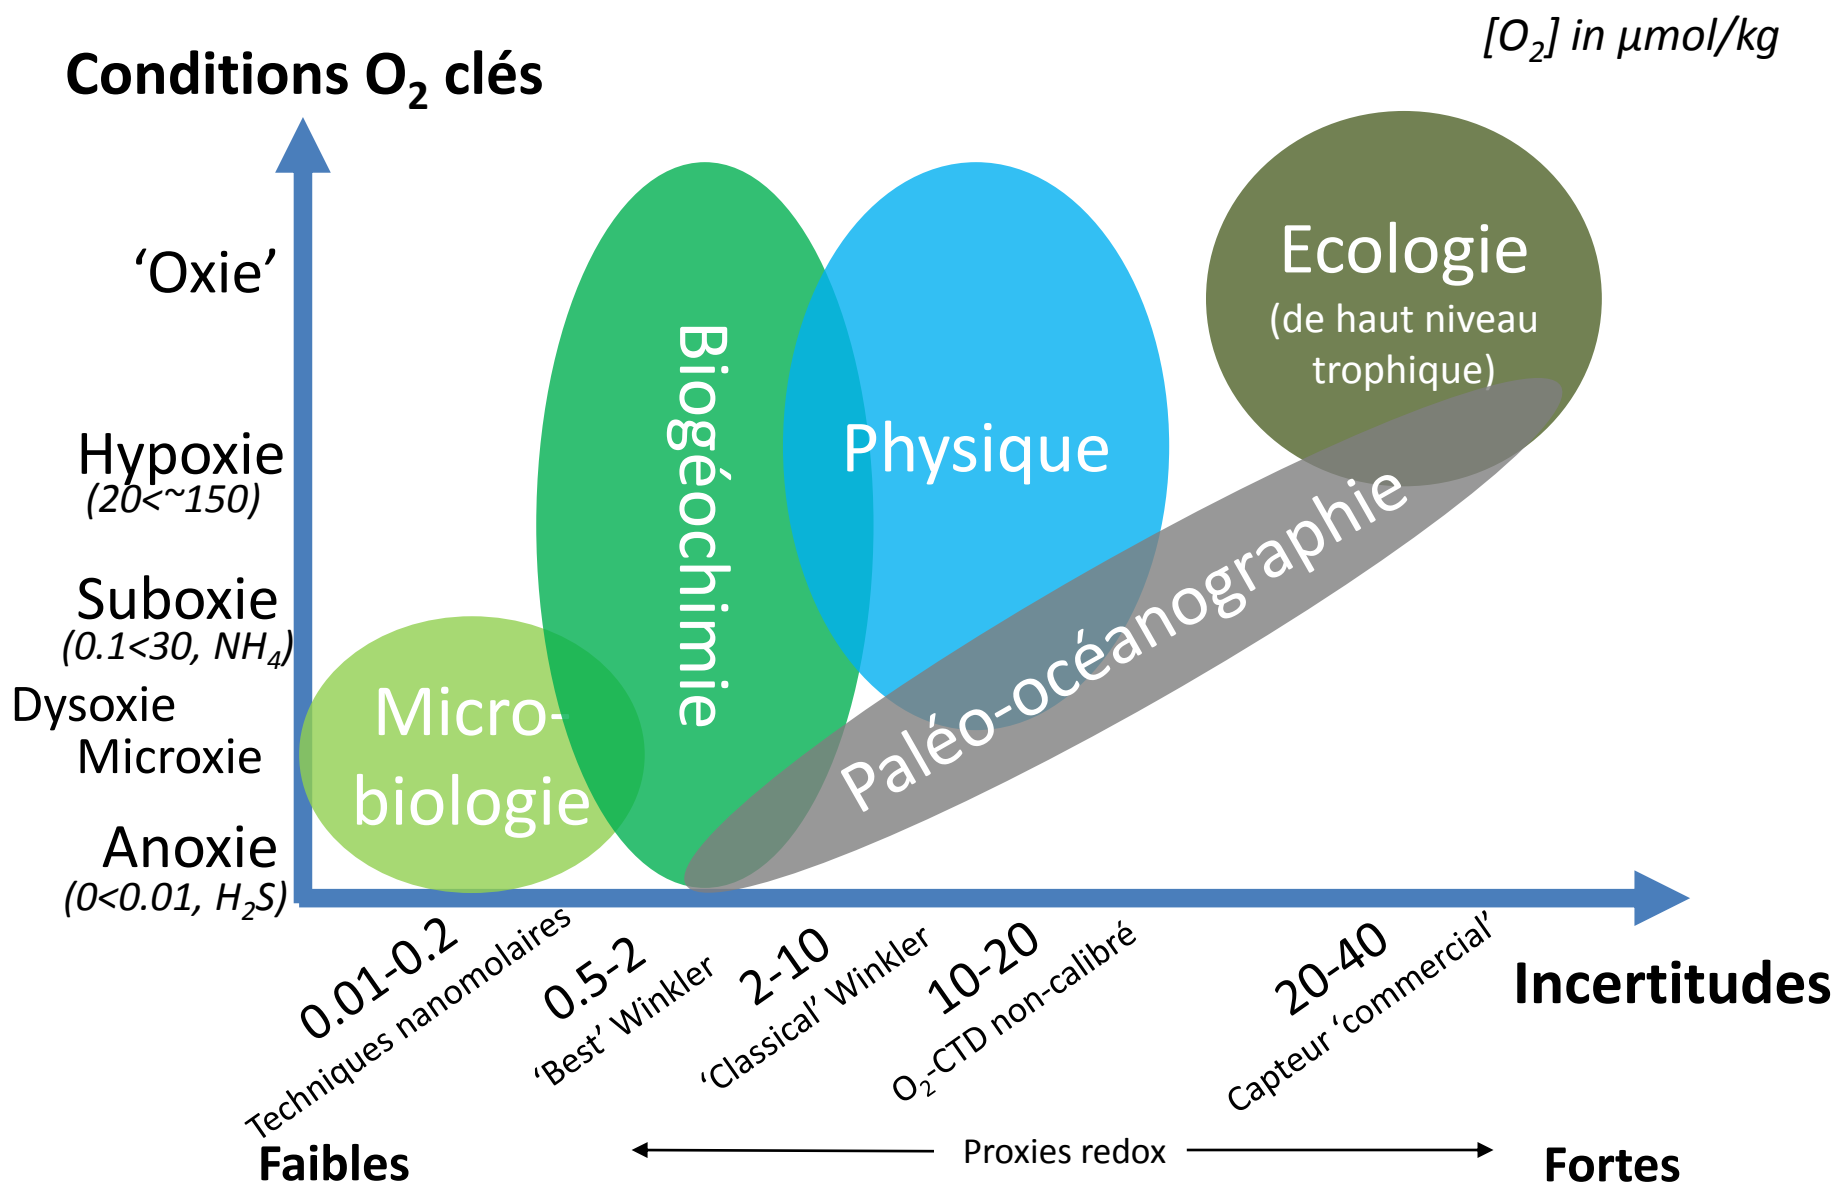 [O₂] in µmol/kg
Conditions O₂ clés
‘Oxie’
Hypoxie
(20<~150)
Suboxie
(0.1<30, NH₄)
Dysoxie
Microxie
Anoxie
(0<0.01, H₂S)
Micro-
biologie
Biogéochimie
Physique
Ecologie
(de haut niveau
trophique)
Paléo-océanographie
0.01-0.2
Techniques nanomolaires
0.5-2
‘Best’ Winkler
2-10
‘Classical’ Winkler
10-20
O₂-CTD non-calibré
20-40
Capteur ‘commercial’
Incertitudes
Faibles
Proxies redox
Fortes